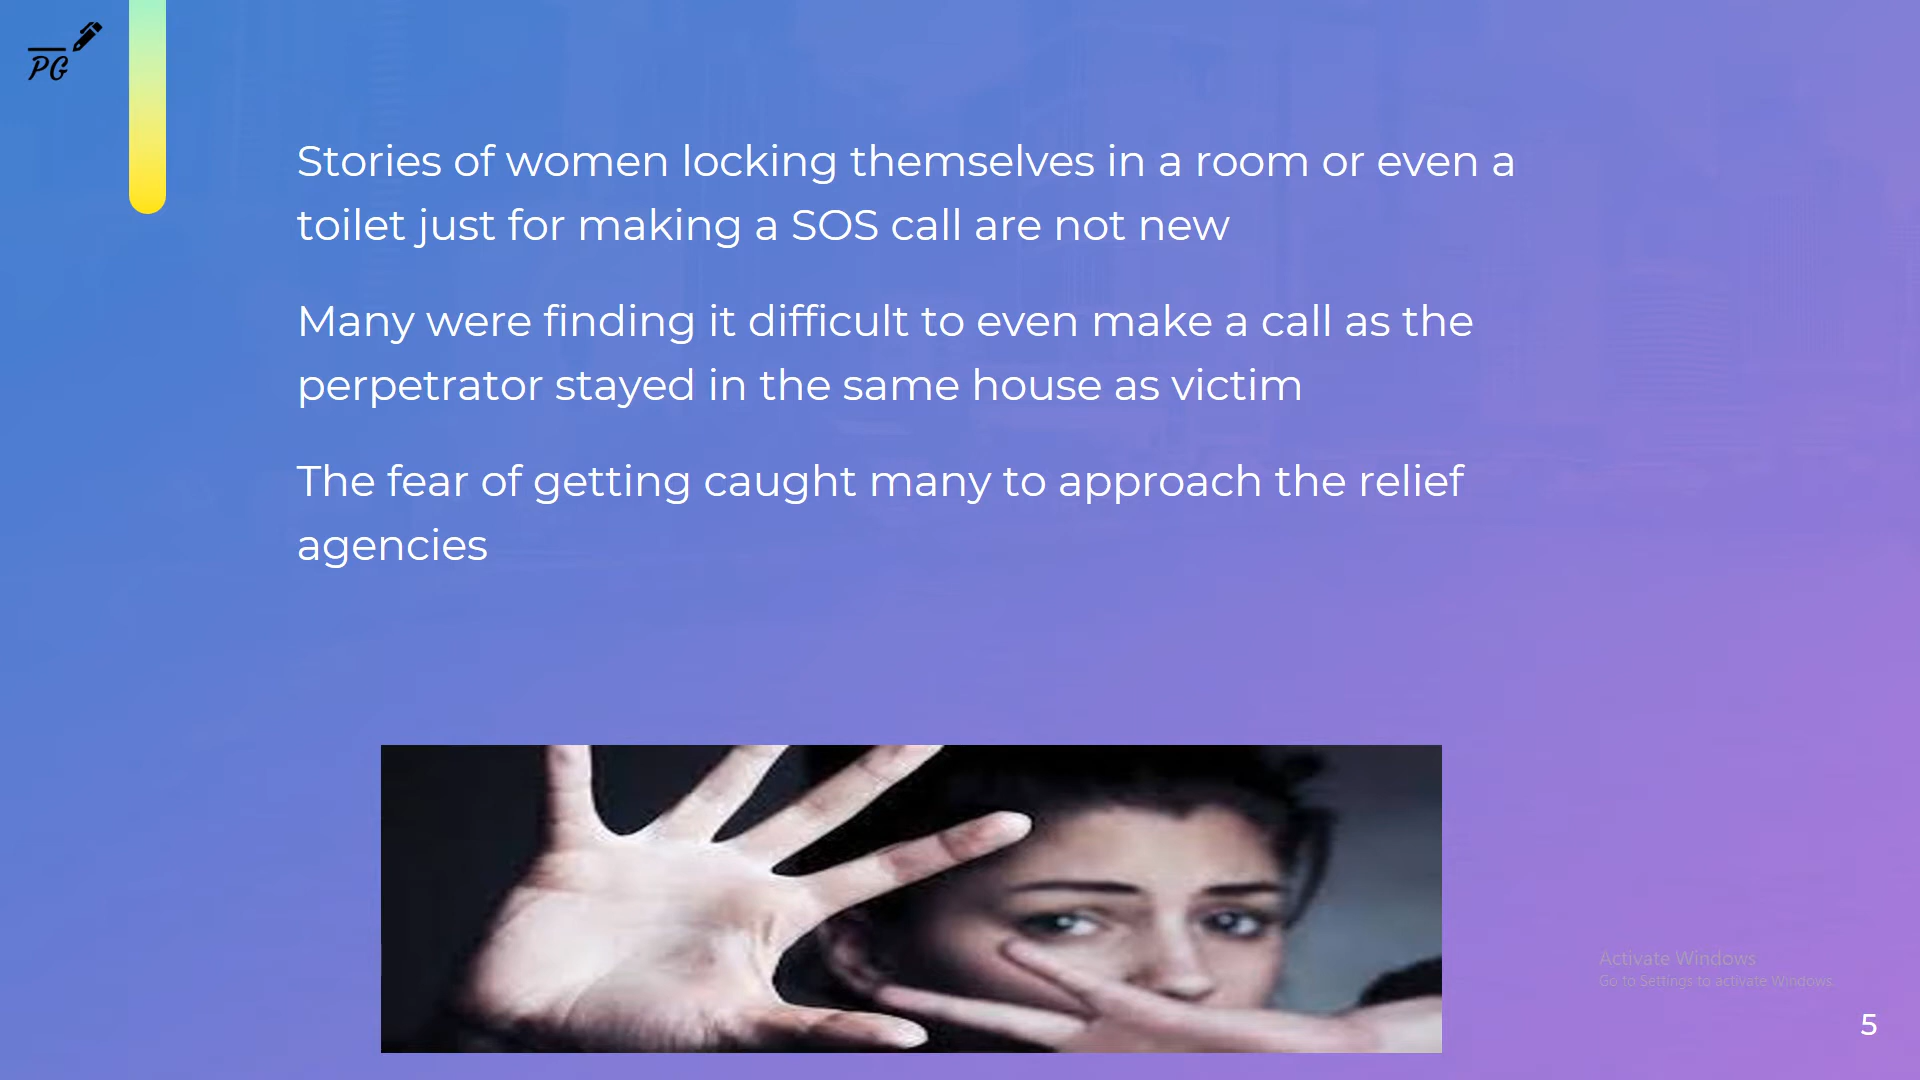 PG
Stories of women locking themselves in a room or even a
toilet just for making a SOS call are not new
Many were finding it difficult to even make a call as the
perpetrator stayed in the same house as victim
The fear of getting caught many to approach the relief
agencies
Activate Windows
Go to Settings to activate Windows.
5